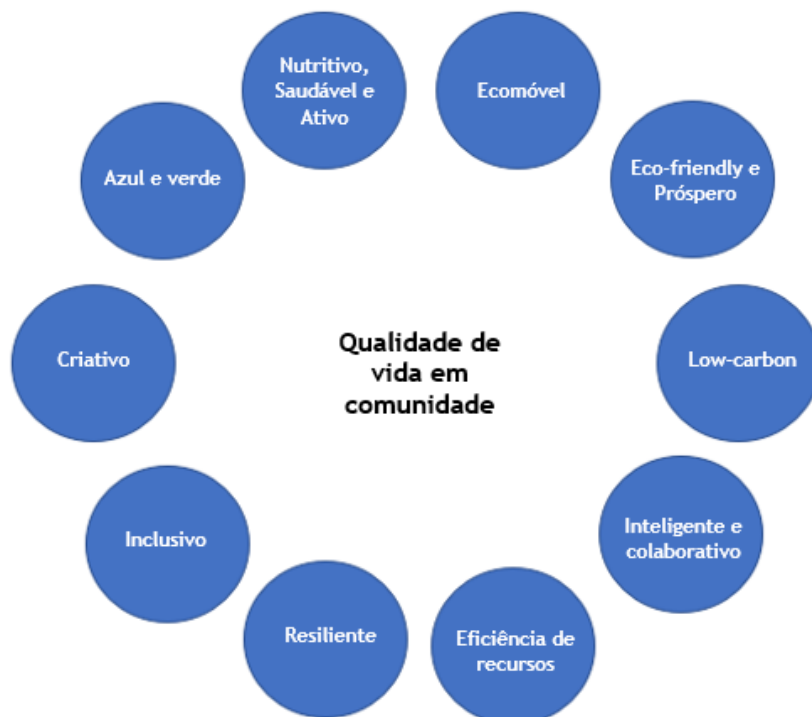 Nutritivo,
Saudável e
Ativo
Ecomóvel
Azul e verde
Eco-friendly e
Próspero
Criativo
Qualidade de
vida em
comunidade
Low-carbon
Inclusivo
Inteligente e
colaborativo
Resiliente
Eficiência de
recursos